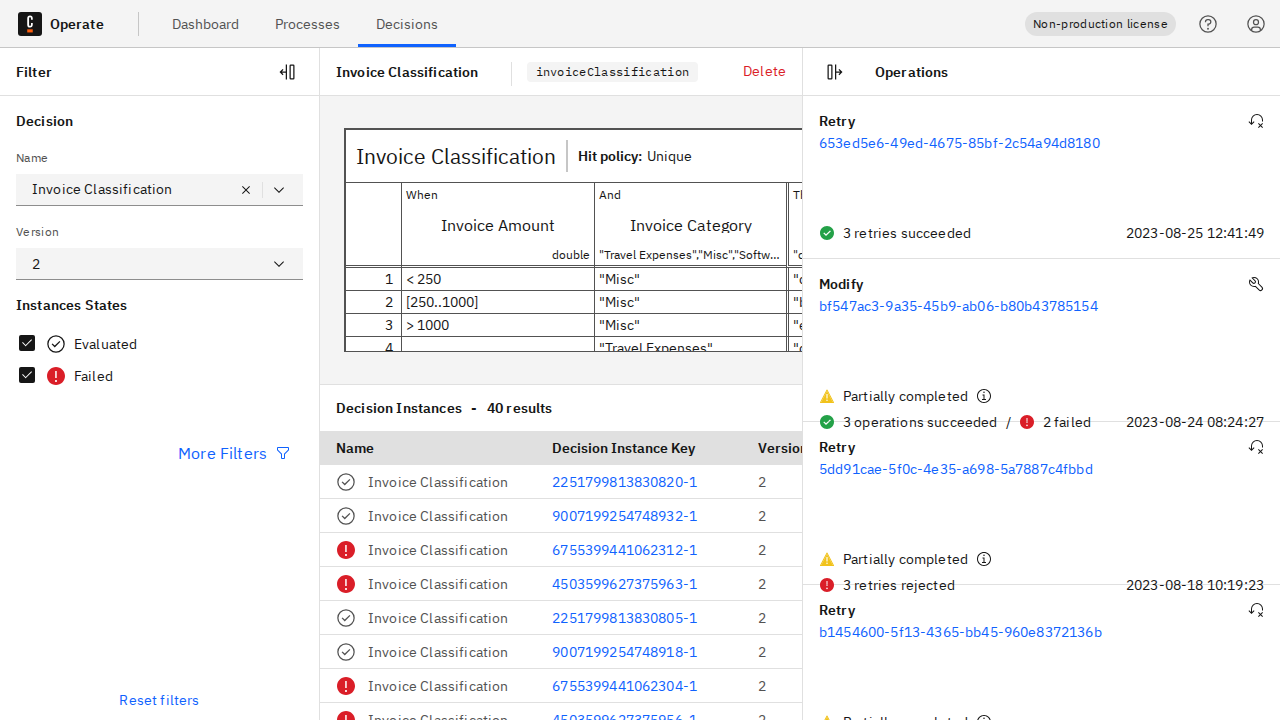 Operate
Dashboard
Processes
Decisions
Non-production license
Filter
Decision
Name
Invoice Classification
Version
2
Instances States
Evaluated
Failed
More Filters
Reset filters
Invoice Classification
invoiceClassification
Delete
Invoice Classification
Hit policy: Unique
When
And
Invoice Amount
Invoice Category
double
"Travel Expenses","Misc","Softw...
1 < 250 "Misc"
2 [250..1000] "Misc"
3 > 1000 "Misc"
4 "Travel Expenses"
Decision Instances - 40 results
Name Decision Instance Key Version
Invoice Classification 2251799813830820-1 2
Invoice Classification 9007199254748932-1 2
Invoice Classification 6755399441062312-1 2
Invoice Classification 4503599627375963-1 2
Invoice Classification 2251799813830805-1 2
Invoice Classification 9007199254748918-1 2
Invoice Classification 6755399441062304-1 2
Invoice Classification 4503599627375956-1 2
Operations
Retry
653ed5e6-49ed-4675-85bf-2c54a94d8180
3 retries succeeded 2023-08-25 12:41:49
Modify
bf547ac3-9a35-45b9-ab06-b80b43785154
Partially completed
3 operations succeeded / 2 failed 2023-08-24 08:24:27
Retry
5dd91cae-5f0c-4e35-a698-5a7887c4fbbd
Partially completed
3 retries rejected 2023-08-18 10:19:23
Retry
b1454600-5f13-4365-bb45-960e8372136b
Partially completed